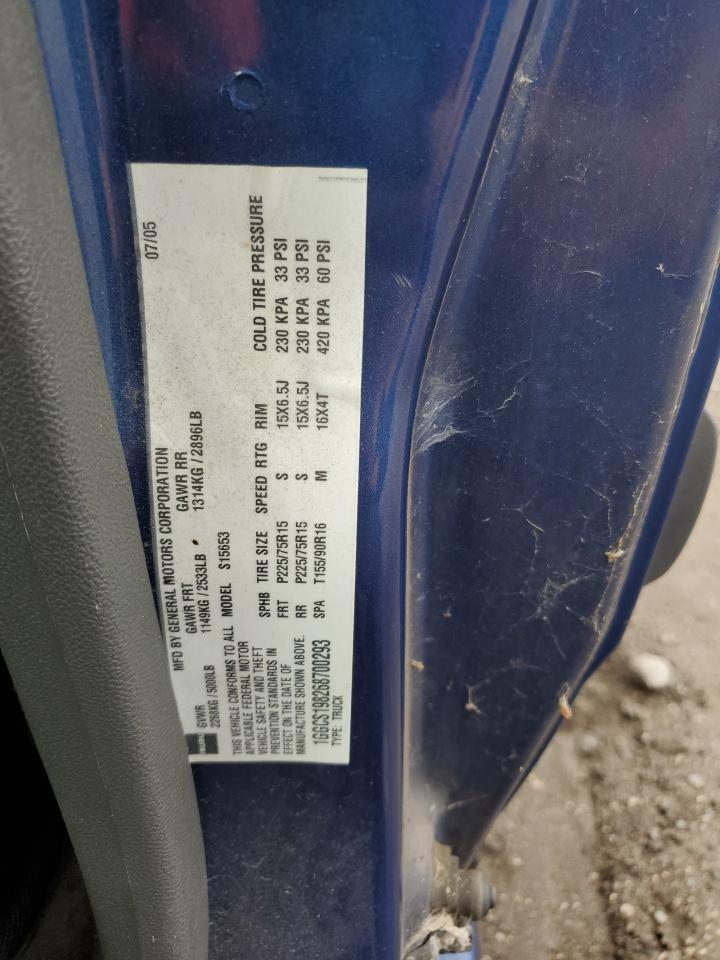 MFD BY GENERAL MOTORS CORPORATION 07/05
GVWR GAWR FRT GAWR RR
2268KG/5000LB 1149KG/2533LB 1314KG/2896LB
THIS VEHICLE CONFORMS TO ALL
APPLICABLE FEDERAL MOTOR
VEHICLE SAFETY AND THEFT
PREVENTION STANDARDS IN
EFFECT ON THE DATE OF
MANUFACTURE SHOWN ABOVE.
1GGCS198268700293
TYPE: TRUCK
MODEL S15653
SPHB TIRE SIZE SPEED RTG RIM COLD TIRE PRESSURE
FRT P225/75R15 S 15X6.5J 230 KPA 33 PSI
RR P225/75R15 S 15X6.5J 230 KPA 33 PSI
SPA T155/90R16 M 16X4T 420 KPA 60 PSI